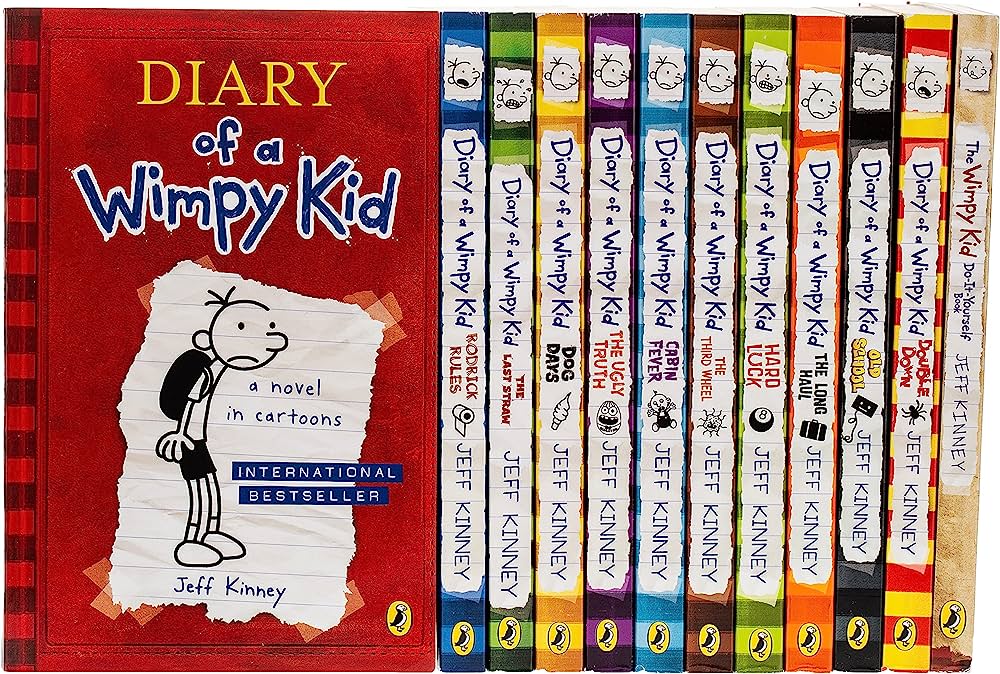 DIARY
of a
Wimpy Kid
a novel
in cartoons
INTERNATIONAL
BESTSELLER
Jeff Kinney
Diary of a Wimpy Kid RODRICK RULES JEFF KINNEY
Diary of a Wimpy Kid THE LAST STRAW JEFF KINNEY
Diary of a Wimpy Kid DOG DAYS JEFF KINNEY
Diary of a Wimpy Kid THE UGLY TRUTH JEFF KINNEY
Diary of a Wimpy Kid CABIN FEVER JEFF KINNEY
Diary of a Wimpy Kid THE THIRD WHEEL JEFF KINNEY
Diary of a Wimpy Kid HARD LUCK JEFF KINNEY
Diary of a Wimpy Kid THE LONG HAUL JEFF KINNEY
Diary of a Wimpy Kid OLD SCHOOL JEFF KINNEY
Diary of a Wimpy Kid DOUBLE DOWN JEFF KINNEY
The Wimpy Kid Do-It-Yourself Book JEFF KINNEY